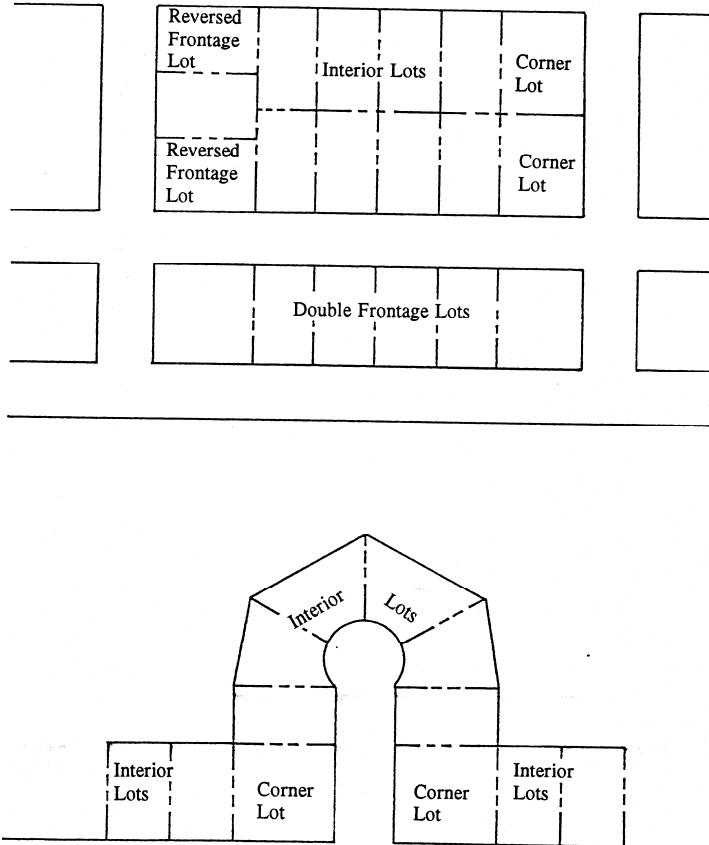 Reversed
Frontage
Lot
Interior Lots
Corner
Lot
Reversed
Frontage
Lot
Corner
Lot
Double Frontage Lots
Interior
Lots
Interior
Lots
Corner
Lot
Corner
Lot
Interior
Lots